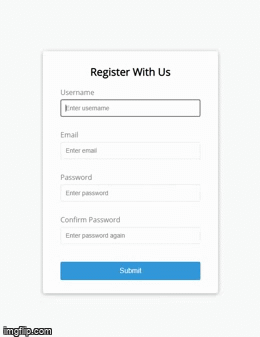 Register With Us
Username
Enter username
Email
Enter email
Password
Enter password
Confirm Password
Enter password again
Submit
imgflip.com